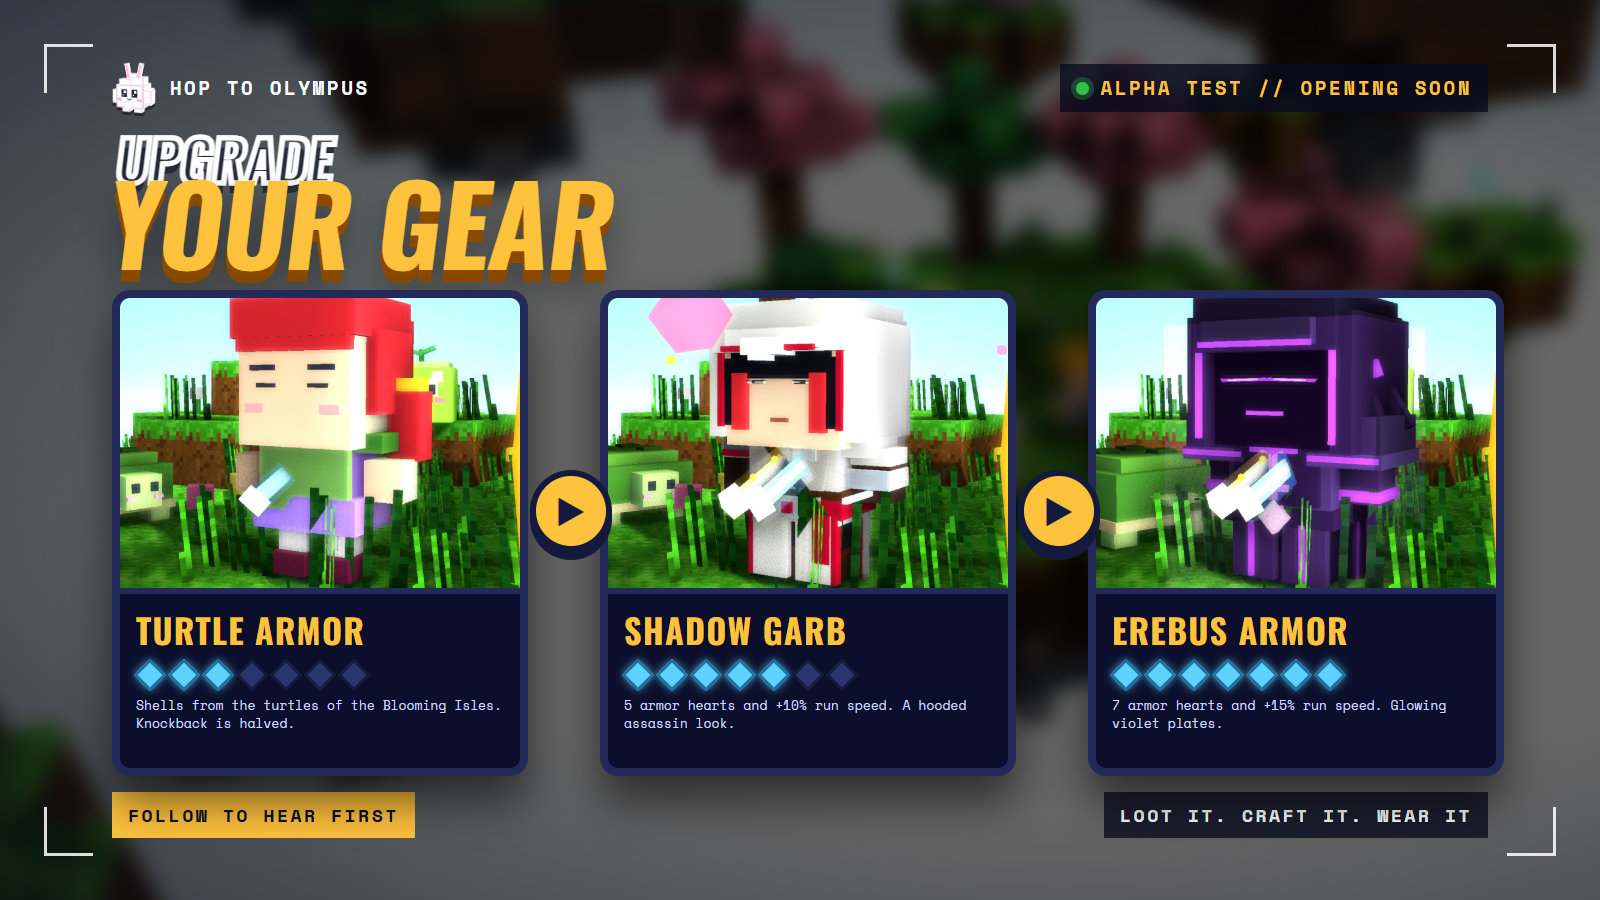 HOP TO OLYMPUS
ALPHA TEST // OPENING SOON
UPGRADE
YOUR GEAR
TURTLE ARMOR
Shells from the turtles of the Blooming Isles.
Knockback is halved.
SHADOW GARB
5 armor hearts and +10% run speed. A hooded
assassin look.
EREBUS ARMOR
7 armor hearts and +15% run speed. Glowing
violet plates.
FOLLOW TO HEAR FIRST
LOOT IT. CRAFT IT. WEAR IT